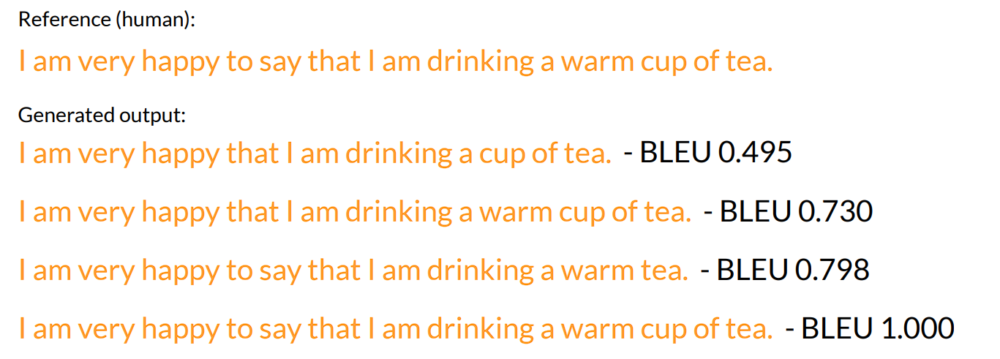 Reference (human):
I am very happy to say that I am drinking a warm cup of tea.
Generated output:
I am very happy that I am drinking a cup of tea. - BLEU 0.495
I am very happy that I am drinking a warm cup of tea. - BLEU 0.730
I am very happy to say that I am drinking a warm tea. - BLEU 0.798
I am very happy to say that I am drinking a warm cup of tea. - BLEU 1.000